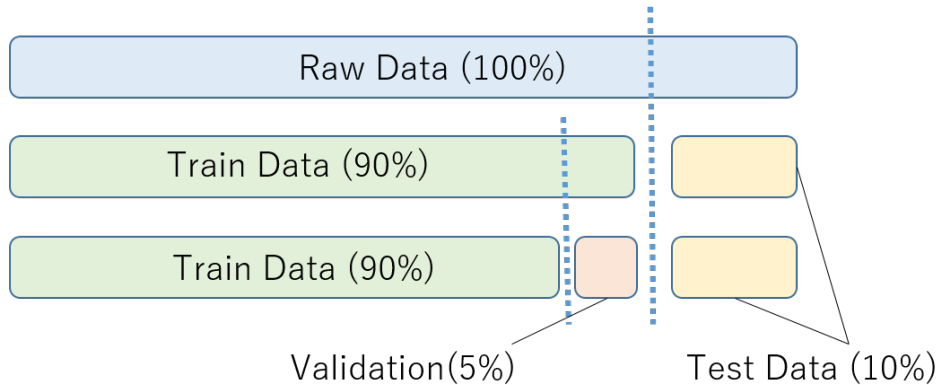 Raw Data (100%)
Train Data (90%)
Train Data (90%)
Validation(5%)
Test Data (10%)